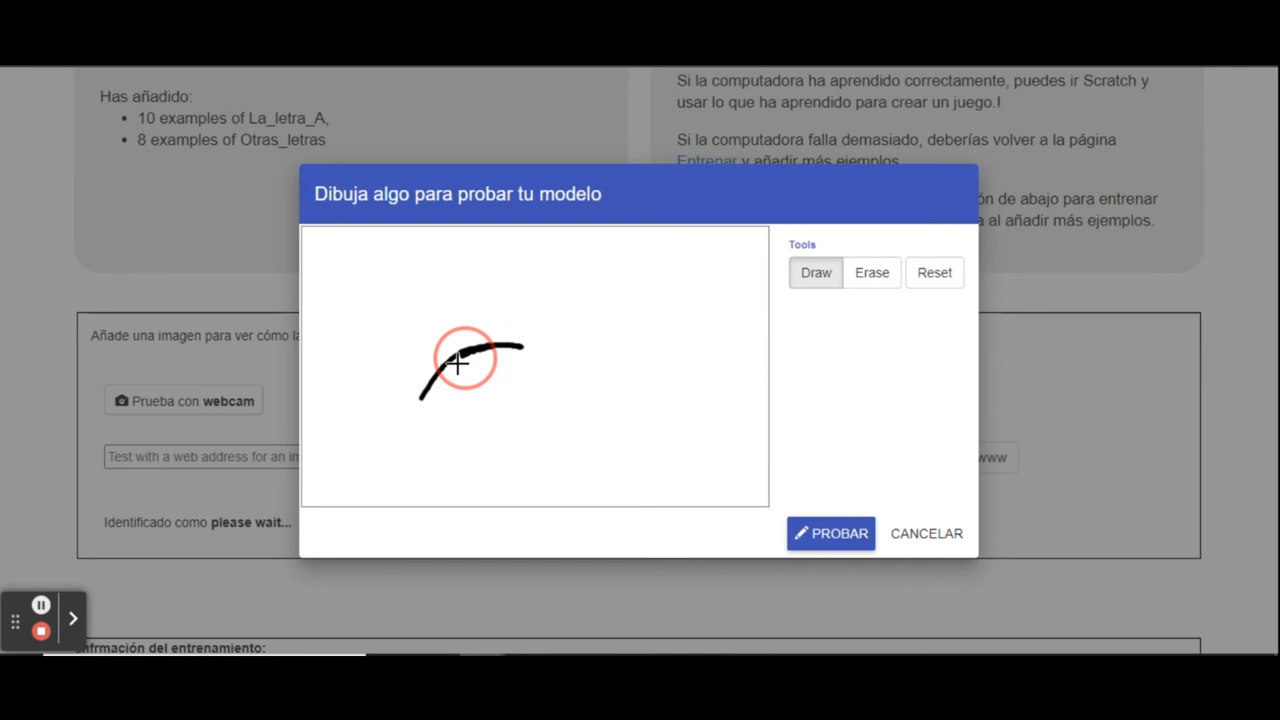 Has añadido:
10 examples of La_letra_A,
8 examples of Otras_letras
Si la computadora ha aprendido correctamente, puedes ir Scratch y
usar lo que ha aprendido para crear un juego.!
Si la computadora falla demasiado, deberías volver a la página
Entrenar y añadir más ejemplos.
de abajo para entrenar
al añadir más ejemplos.
Dibuja algo para probar tu modelo
Tools
Draw
Erase
Reset
Añade una imagen para ver cómo
Prueba con webcam
Test with a web address for an
www
Identificado como please wait...
PROBAR
CANCELAR
del entrenamiento: